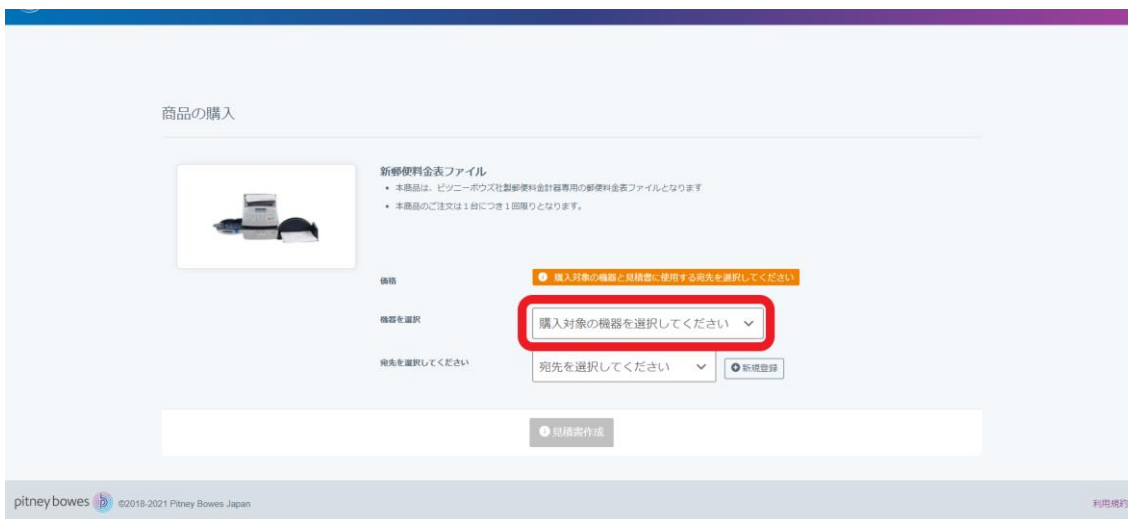 商品の購入
新郵便料金表ファイル
• 本商品は、ピツニーボウズ社製郵便料金計器専用の郵便料金表ファイルとなります
• 本商品のご注文は１台につき１回限りとなります。
価格
購入対象の機器と見積書に使用する宛先を選択してください
機器を選択
購入対象の機器を選択してください
宛先を選択してください
宛先を選択してください
新規登録
見積書作成
pitney bowes ©2018-2021 Pitney Bowes Japan
利用規約